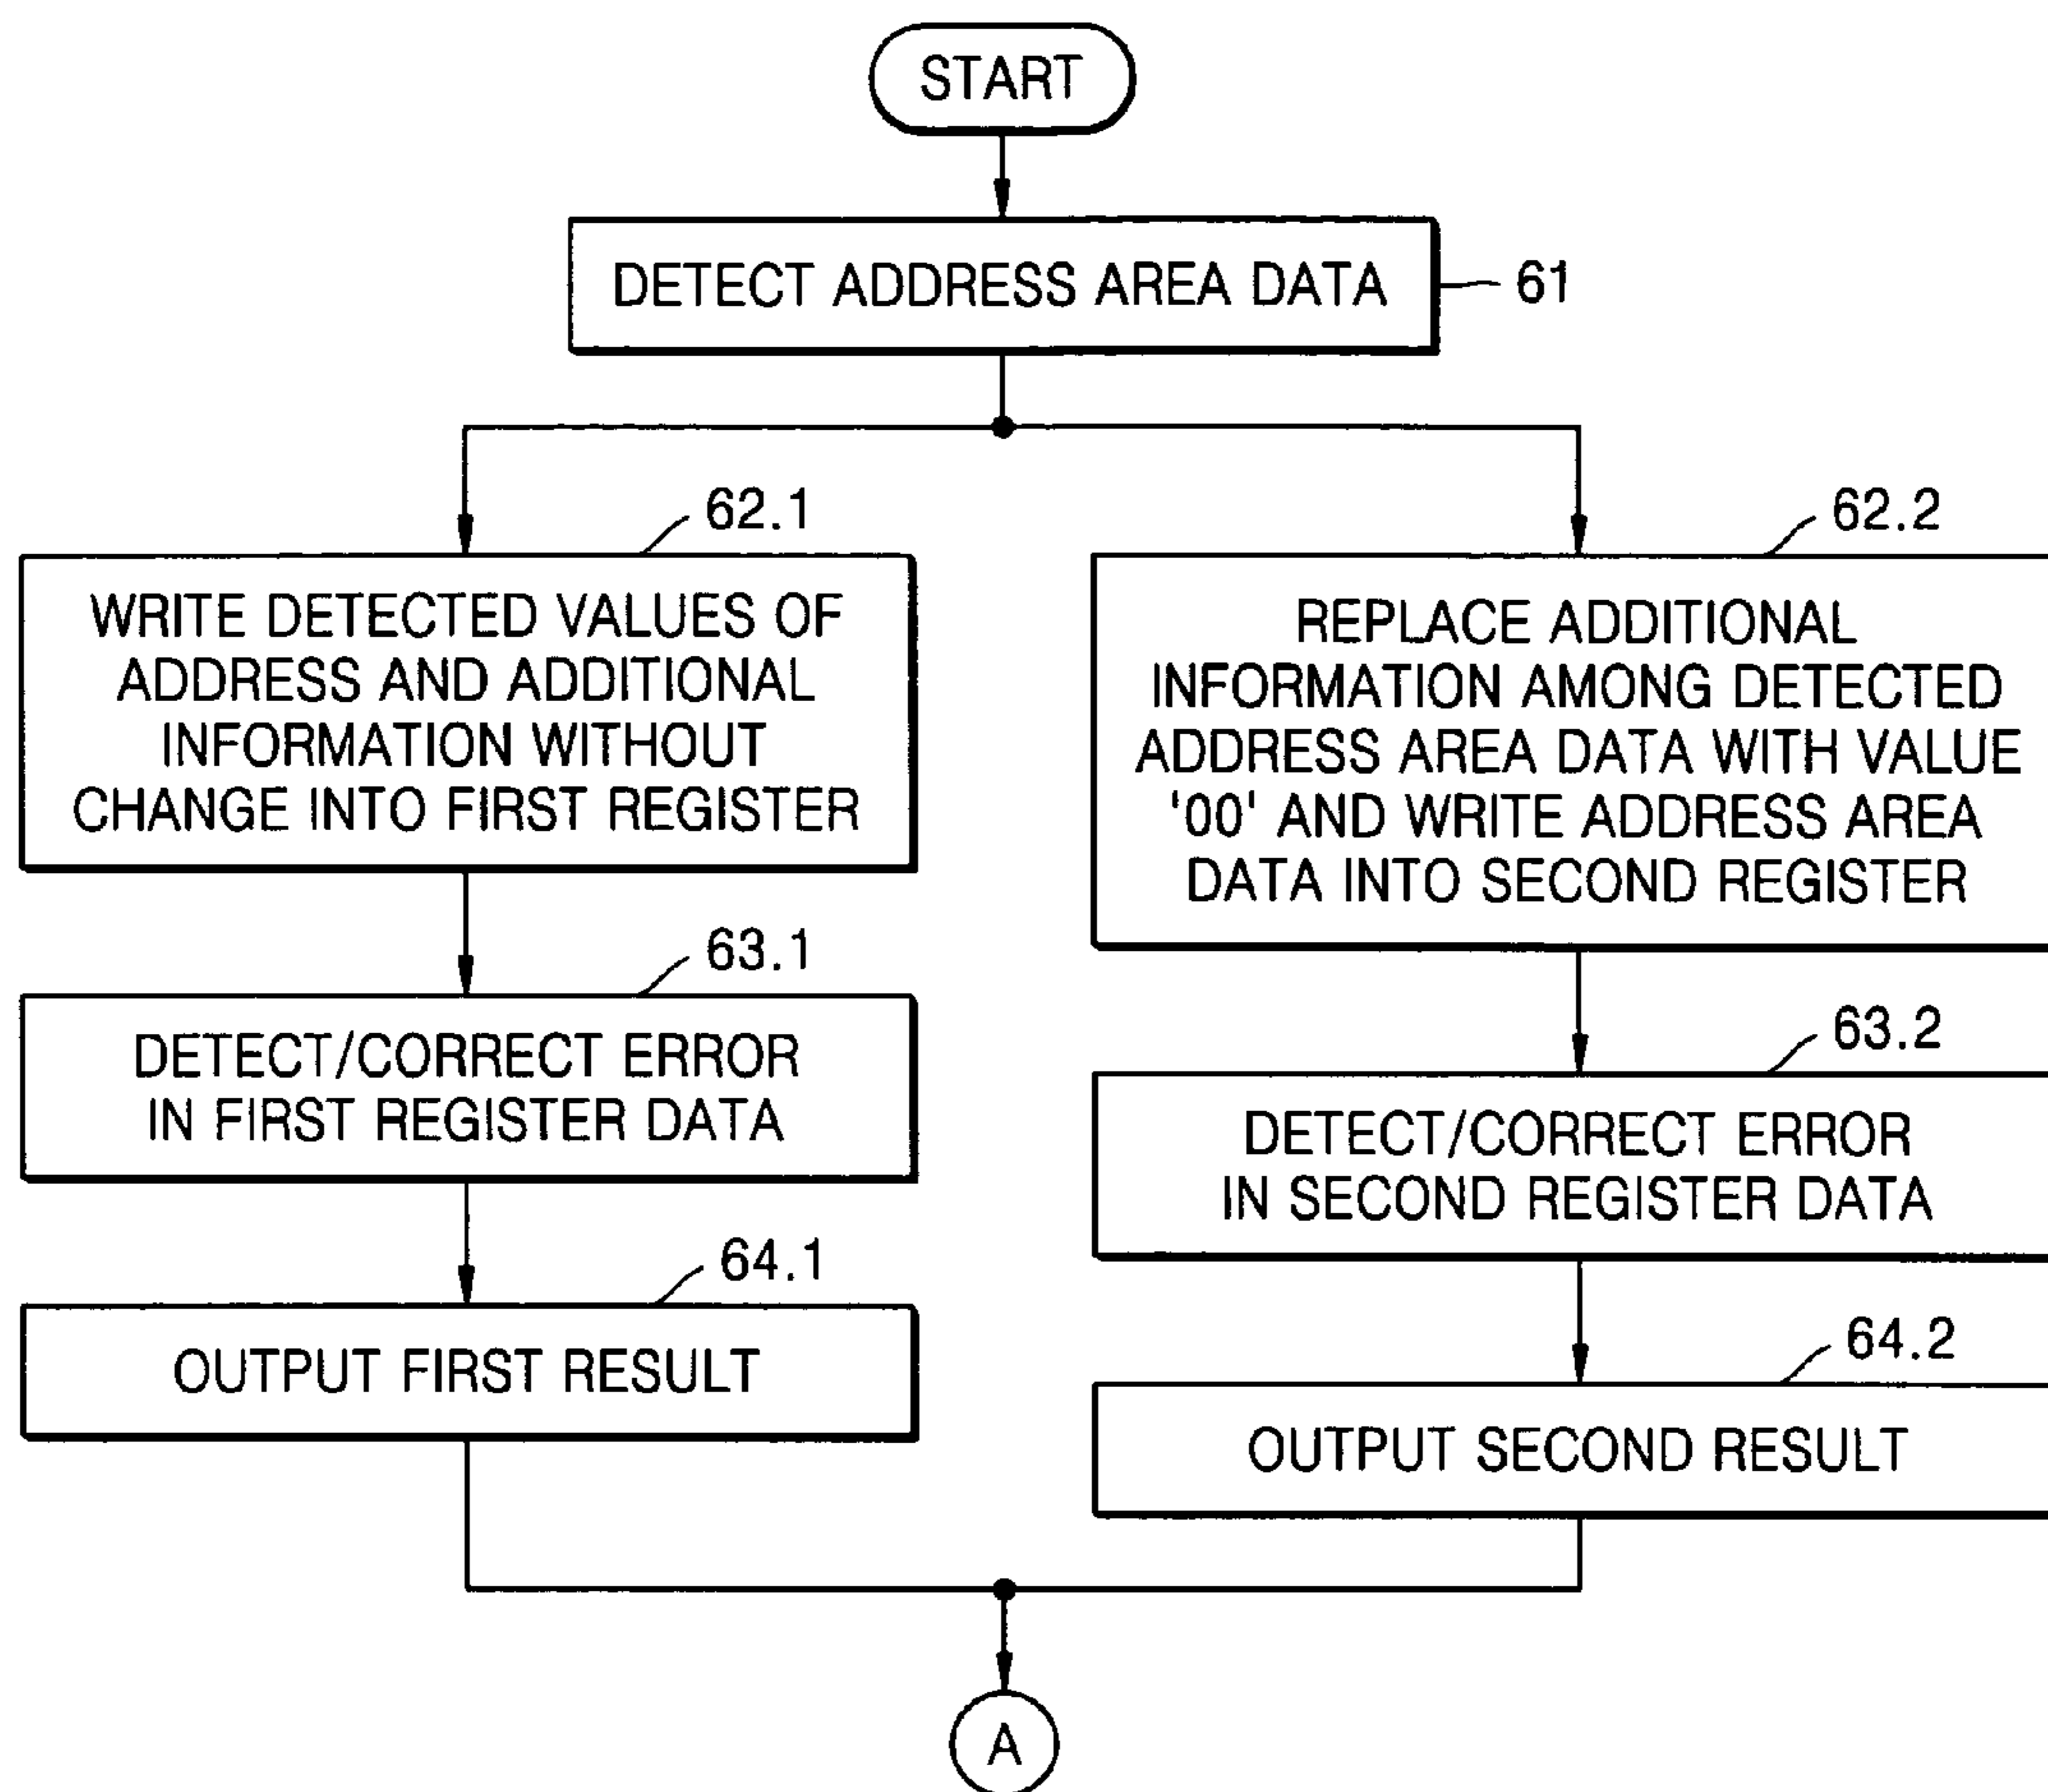 START
DETECT ADDRESS AREA DATA
61
62.1
WRITE DETECTED VALUES OF
ADDRESS AND ADDITIONAL
INFORMATION WITHOUT
CHANGE INTO FIRST REGISTER
63.1
DETECT/CORRECT ERROR
IN FIRST REGISTER DATA
64.1
OUTPUT FIRST RESULT
62.2
REPLACE ADDITIONAL
INFORMATION AMONG DETECTED
ADDRESS AREA DATA WITH VALUE
'00' AND WRITE ADDRESS AREA
DATA INTO SECOND REGISTER
63.2
DETECT/CORRECT ERROR
IN SECOND REGISTER DATA
64.2
OUTPUT SECOND RESULT
A